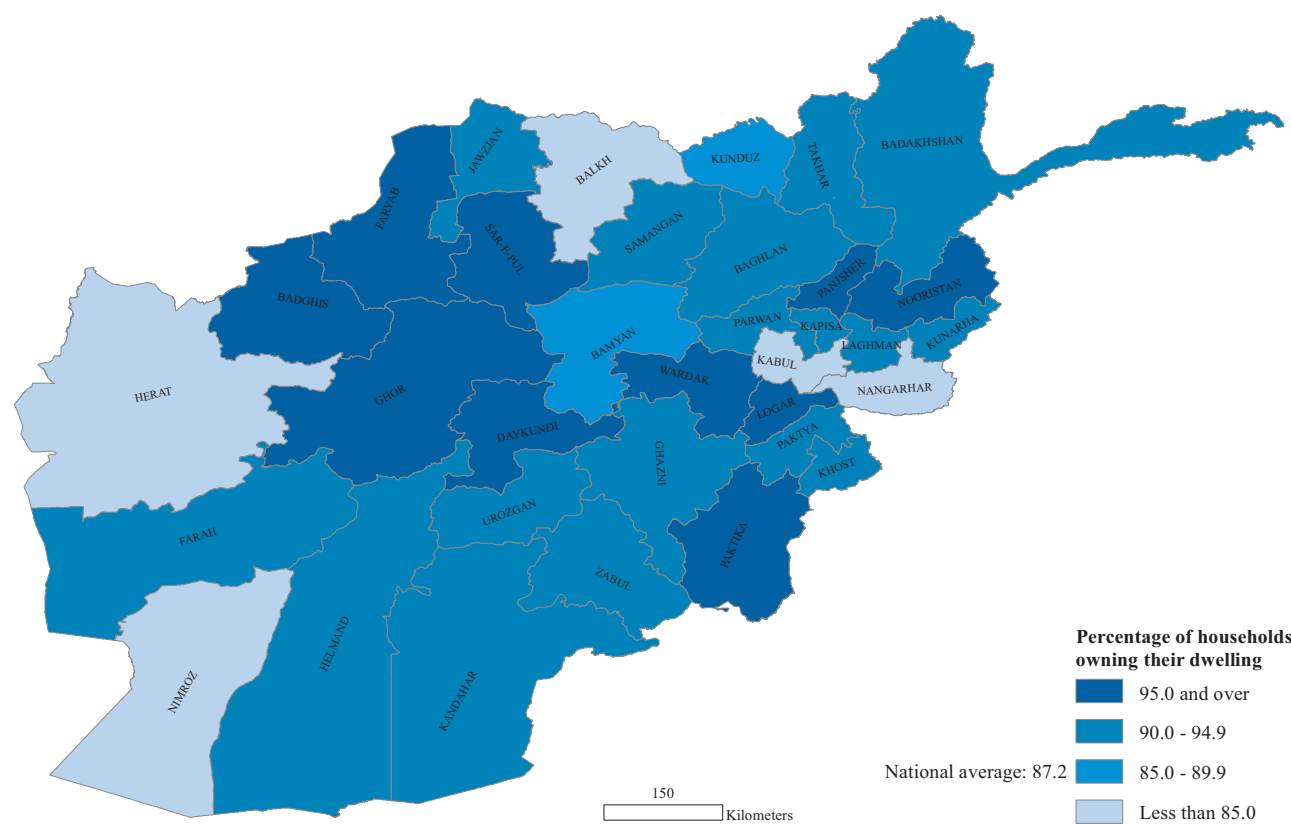 BADAKHSHAN
TAKHAR
KUNDUZ
BALKH
JAWZJAN
FARYAB
SAR-E-PUL
SAMANGAN
BAGHLAN
PANJSHER
NOORISTAN
BADGHIS
PARWAN
KAPISA
LAGHMAN
KUNARHA
BAMYAN
KABUL
WARDAK
NANGARHAR
HERAT
GHOR
LOGAR
DAYKUNDI
PAKTYA
KHOST
GHAZNI
UROZGAN
FARAH
PAKTIKA
ZABUL
HELMAND
NIMROZ
KANDAHAR
Percentage of households
owning their dwelling
95.0 and over
90.0 - 94.9
National average: 87.2
85.0 - 89.9
Less than 85.0
150
Kilometers